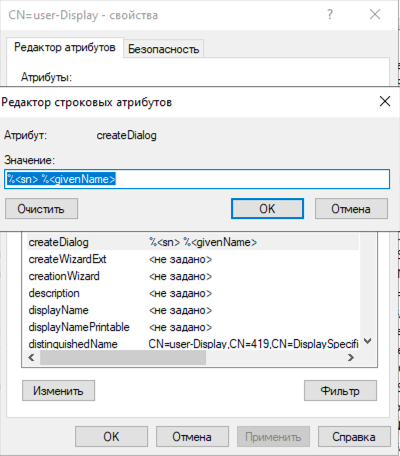 CN=user-Display - свойства
Редактор атрибутов Безопасность
Атрибуты:
Редактор строковых атрибутов
Атрибут: createDialog
Значение:
%<sn> %<givenName>
Очистить OK Отмена
createDialog %<sn> %<givenName>
createWizardExt <не задано>
creationWizard <не задано>
description <не задано>
displayName <не задано>
displayNamePrintable <не задано>
distinguishedName CN=user-Display,CN=419,CN=DisplaySpecifi
Изменить Фильтр
OK Отмена Применить Справка